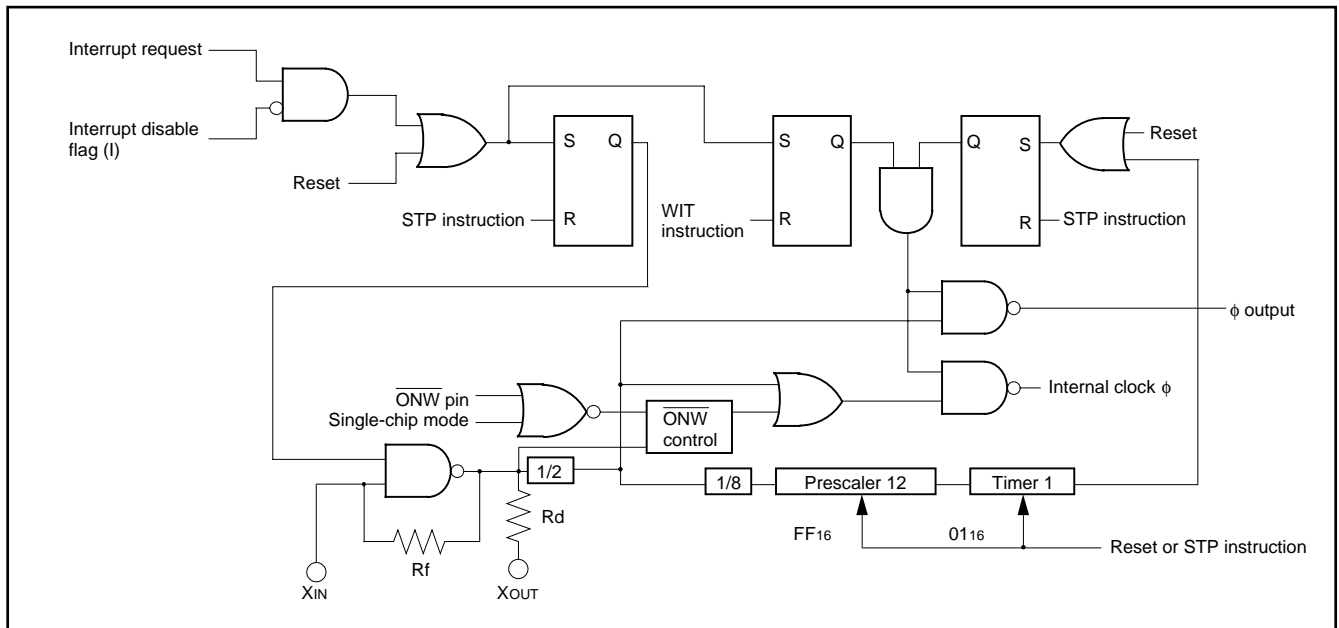 Interrupt request
Interrupt disable
flag (I)
Reset
S
Q
R
STP instruction
S
Q
R
WIT
instruction
Q
S
R
Reset
STP instruction
ϕ output
Internal clock ϕ
ONW pin
Single-chip mode
ONW
control
1/2
1/8
Prescaler 12
Timer 1
Rd
Rf
FF16
0116
Reset or STP instruction
XIN
XOUT